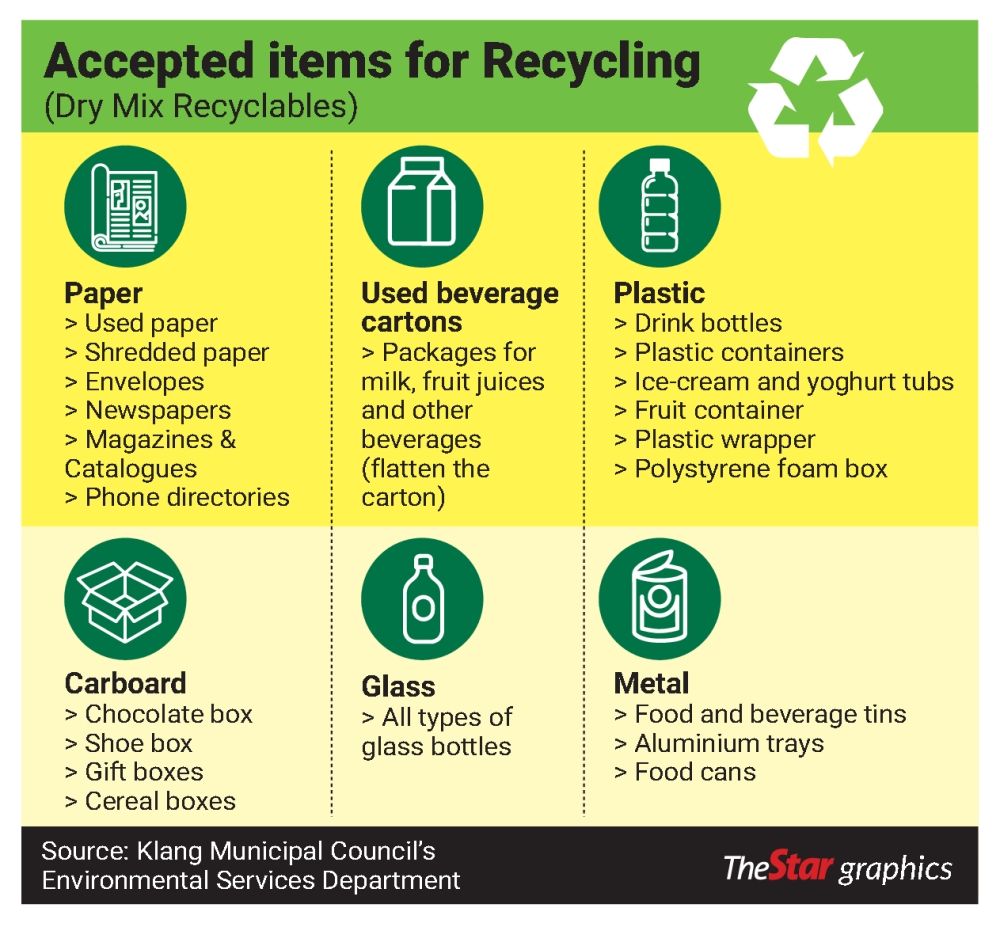 Accepted items for Recycling
(Dry Mix Recyclables)
Paper
> Used paper
> Shredded paper
> Envelopes
> Newspapers
> Magazines &
Catalogues
> Phone directories
Used beverage
cartons
> Packages for
milk, fruit juices
and other
beverages
(flatten the
carton)
Plastic
> Drink bottles
> Plastic containers
> Ice-cream and yoghurt tubs
> Fruit container
> Plastic wrapper
> Polystyrene foam box
Carboard
> Chocolate box
> Shoe box
> Gift boxes
> Cereal boxes
Glass
> All types of
glass bottles
Metal
> Food and beverage tins
> Aluminium trays
> Food cans
Source: Klang Municipal Council’s
Environmental Services Department
TheStar graphics